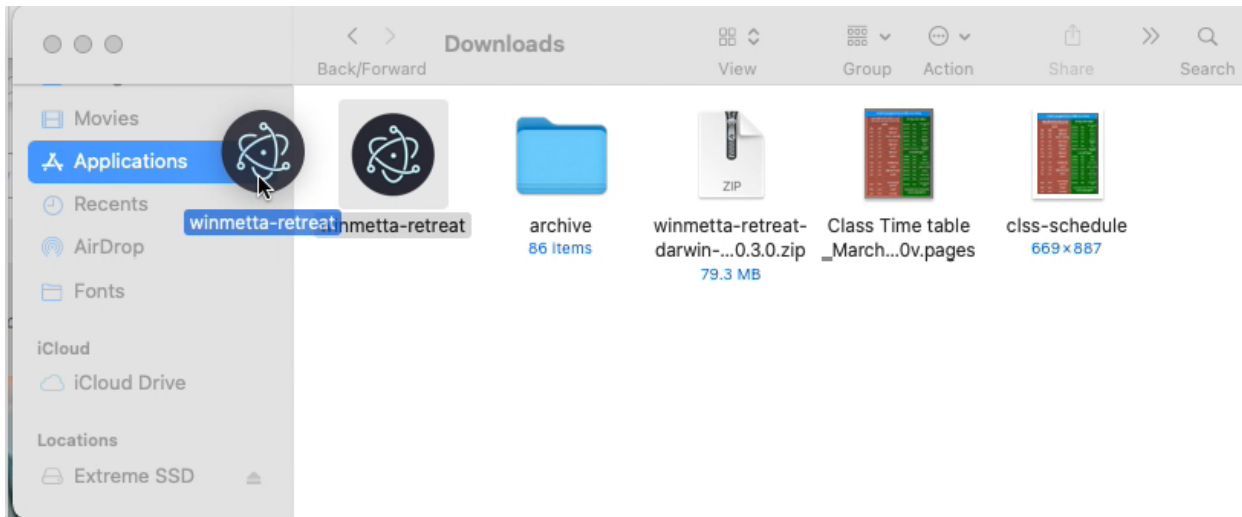 Downloads
Back/Forward
View
Group
Action
Share
Search
Movies
Applications
Recents
AirDrop
Fonts
iCloud
iCloud Drive
Locations
Extreme SSD
winmetta-retreat
nmetta-retreat
archive
86 items
ZIP
winmetta-retreat-
darwin-...0.3.0.zip
79.3 MB
Class Time table
_March...0v.pages
clss-schedule
669×887